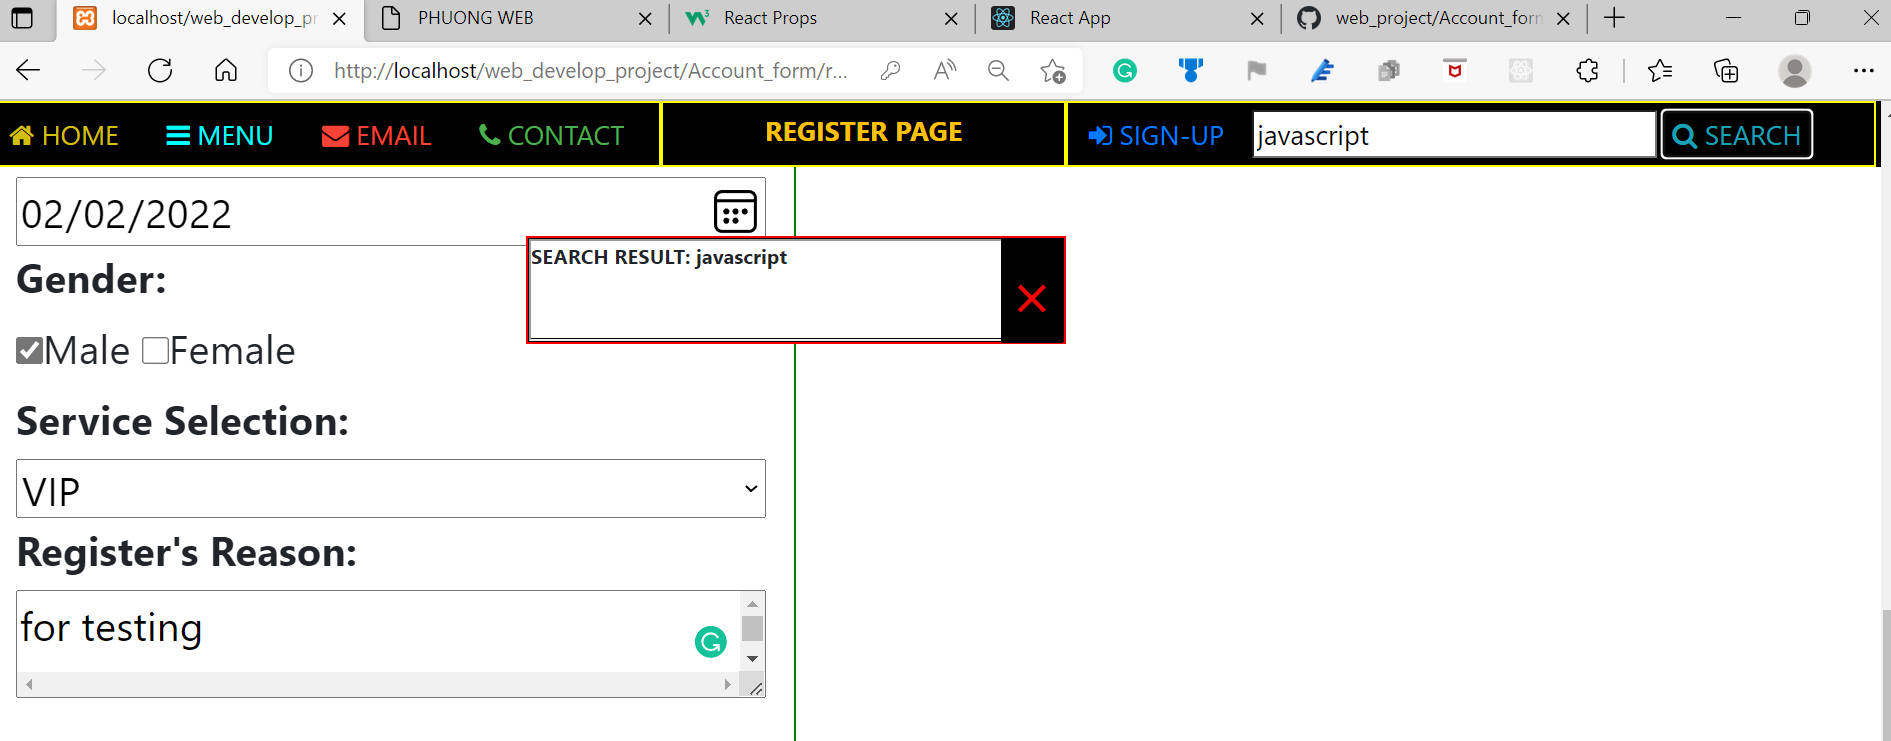 localhost/web_develop_pr
PHUONG WEB
React Props
React App
web_project/Account_form
http://localhost/web_develop_project/Account_form/r...
HOME
MENU
EMAIL
CONTACT
REGISTER PAGE
SIGN-UP
javascript
SEARCH
02/02/2022
SEARCH RESULT: javascript
Gender:
Male Female
Service Selection:
VIP
Register's Reason:
for testing